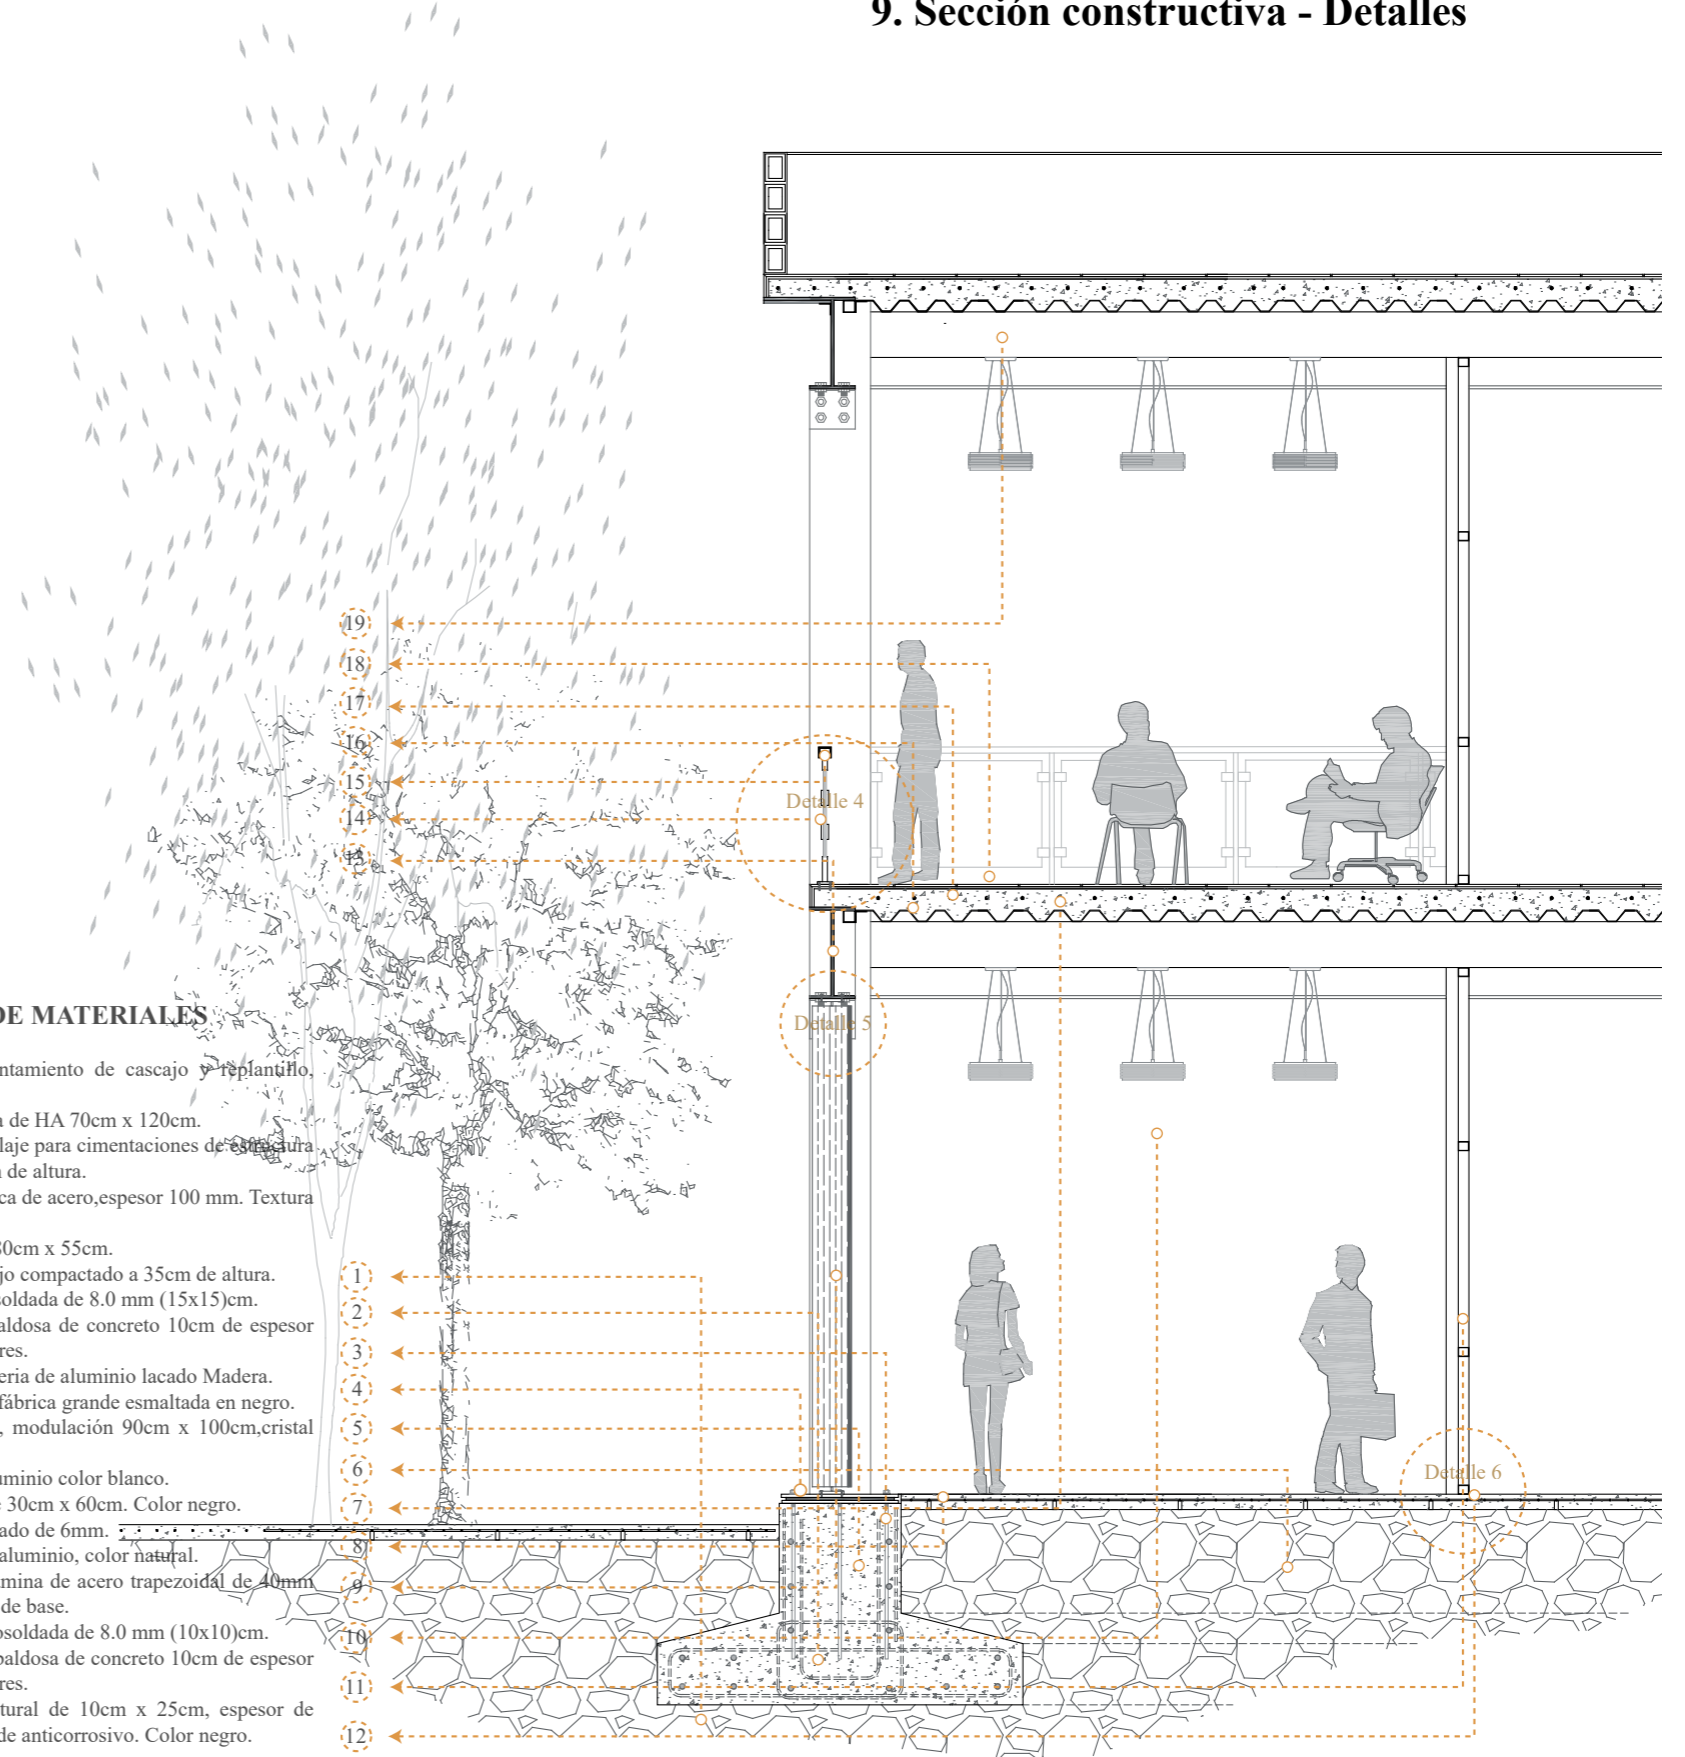 9. Sección constructiva - Detalles
19
18
17
16
15
14
13
Detalle 4
Detalle 5
DE MATERIALES
ntamiento de cascajo y replantillo,
de HA 70cm x 120cm.
laje para cimentaciones de estructura
de altura.
ca de acero,espesor 100 mm. Textura
80cm x 55cm.
jo compactado a 35cm de altura.
soldada de 8.0 mm (15x15)cm.
aldosa de concreto 10cm de espesor
res.
eria de aluminio lacado Madera.
fábrica grande esmaltada en negro.
, modulación 90cm x 100cm,cristal
uminio color blanco.
30cm x 60cm. Color negro.
ado de 6mm.
aluminio, color natural.
mina de acero trapezoidal de 40mm
de base.
osoldada de 8.0 mm (10x10)cm.
baldosa de concreto 10cm de espesor
res.
tural de 10cm x 25cm, espesor de
de anticorrosivo. Color negro.
1
2
3
4
5
6
7
8
9
10
11
12
Detalle 6